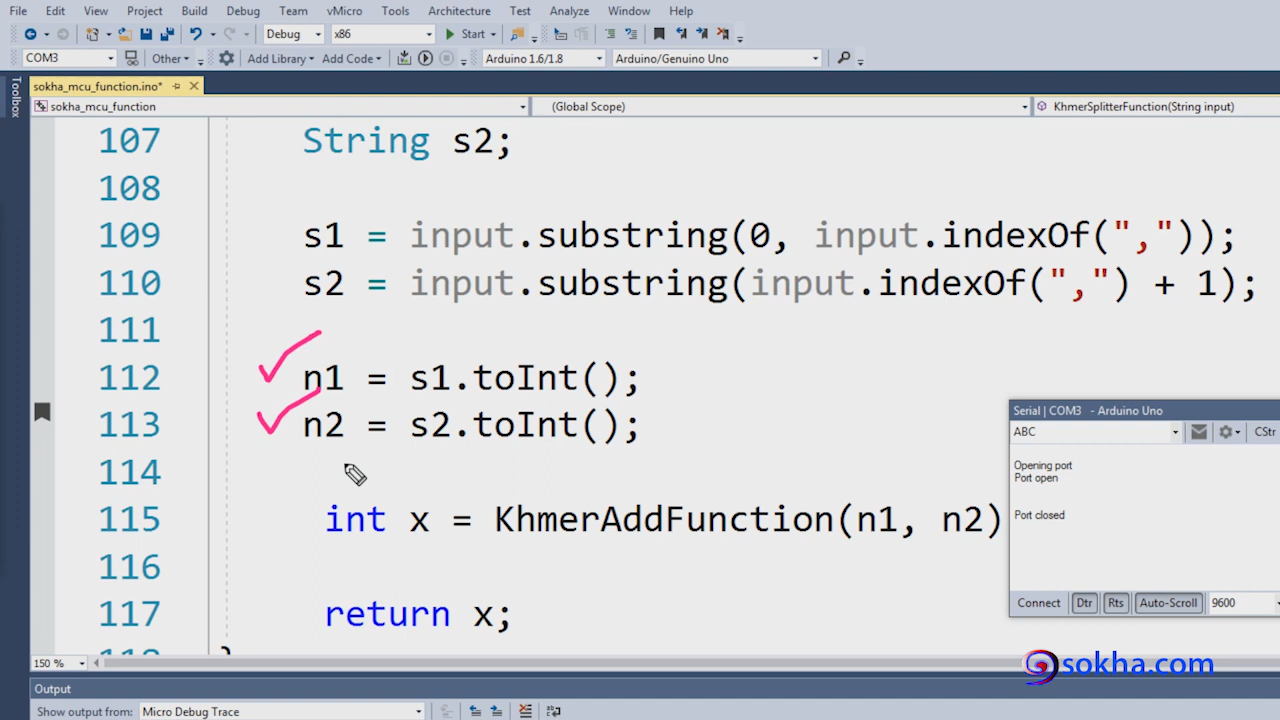 File Edit View Project Build Debug Team vMicro Tools Architecture Test Analyze Window Help
Debug x86 Start
COM3 Other Add Library Add Code Arduino 1.6/1.8 Arduino/Genuino Uno
Toolbox
sokha_mcu_function.ino*
sokha_mcu_function (Global Scope) KhmerSplitterFunction(String input)
107 String s2;
108
109 s1 = input.substring(0, input.indexOf(","));
110 s2 = input.substring(input.indexOf(",") + 1);
111
112 n1 = s1.toInt();
113 n2 = s2.toInt();
114
115 int x = KhmerAddFunction(n1, n2)
116
117 return x;
Serial | COM3 - Arduino Uno
ABC CStr
Opening port
Port open
Port closed
Connect Dtr Rts Auto-Scroll 9600
150 %
sokha.com
Output
Show output from: Micro Debug Trace